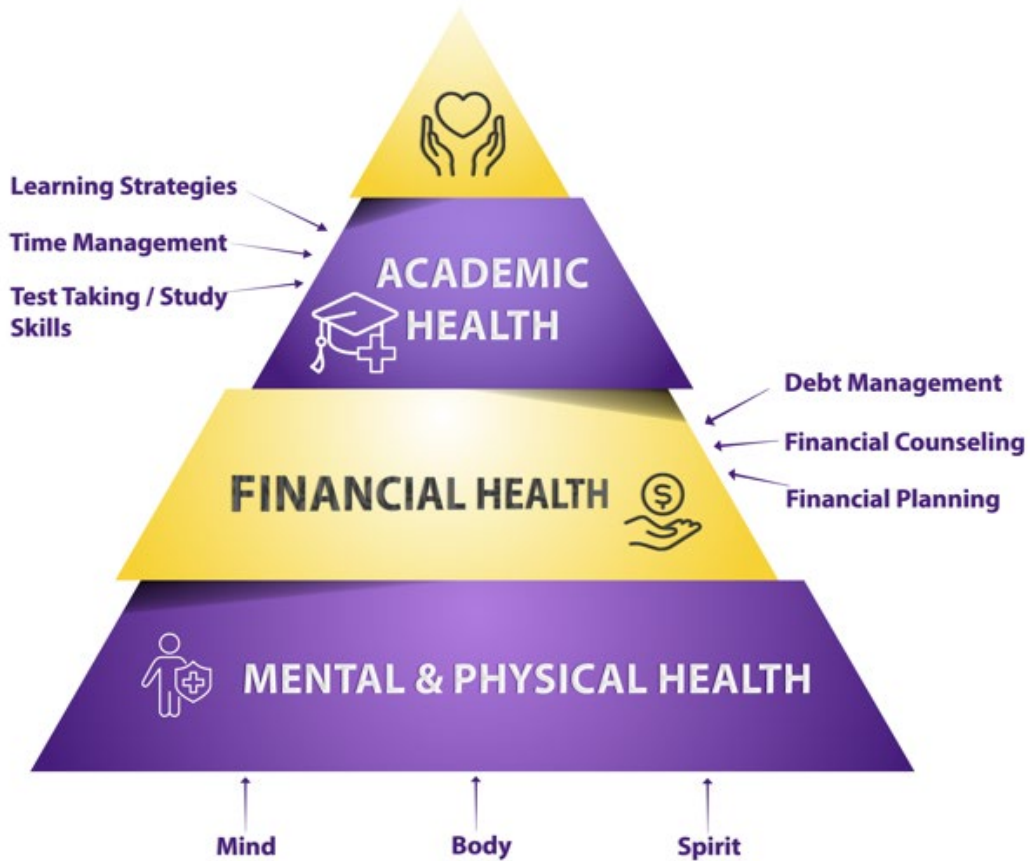 Learning Strategies
Time Management
Test Taking / Study
Skills
ACADEMIC
HEALTH
Debt Management
Financial Counseling
Financial Planning
FINANCIAL HEALTH
$
MENTAL & PHYSICAL HEALTH
Mind
Body
Spirit